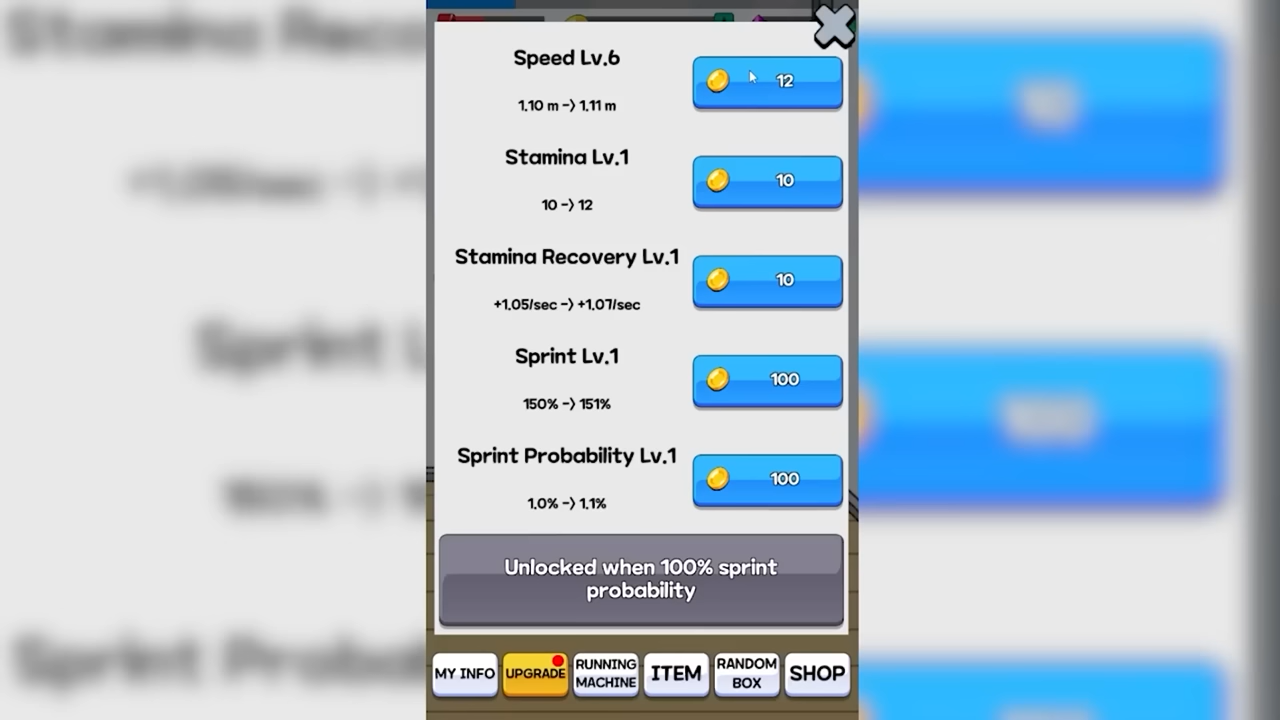 Speed Lv.6
12
1.10 m -> 1.11 m
Stamina Lv.1
10
10 -> 12
Stamina Recovery Lv.1
10
+1.05/sec -> +1.07/sec
Sprint Lv.1
100
150% -> 151%
Sprint Probability Lv.1
100
1.0% -> 1.1%
Unlocked when 100% sprint
probability
MY INFO
UPGRADE
RUNNING
MACHINE
ITEM
RANDOM
BOX
SHOP